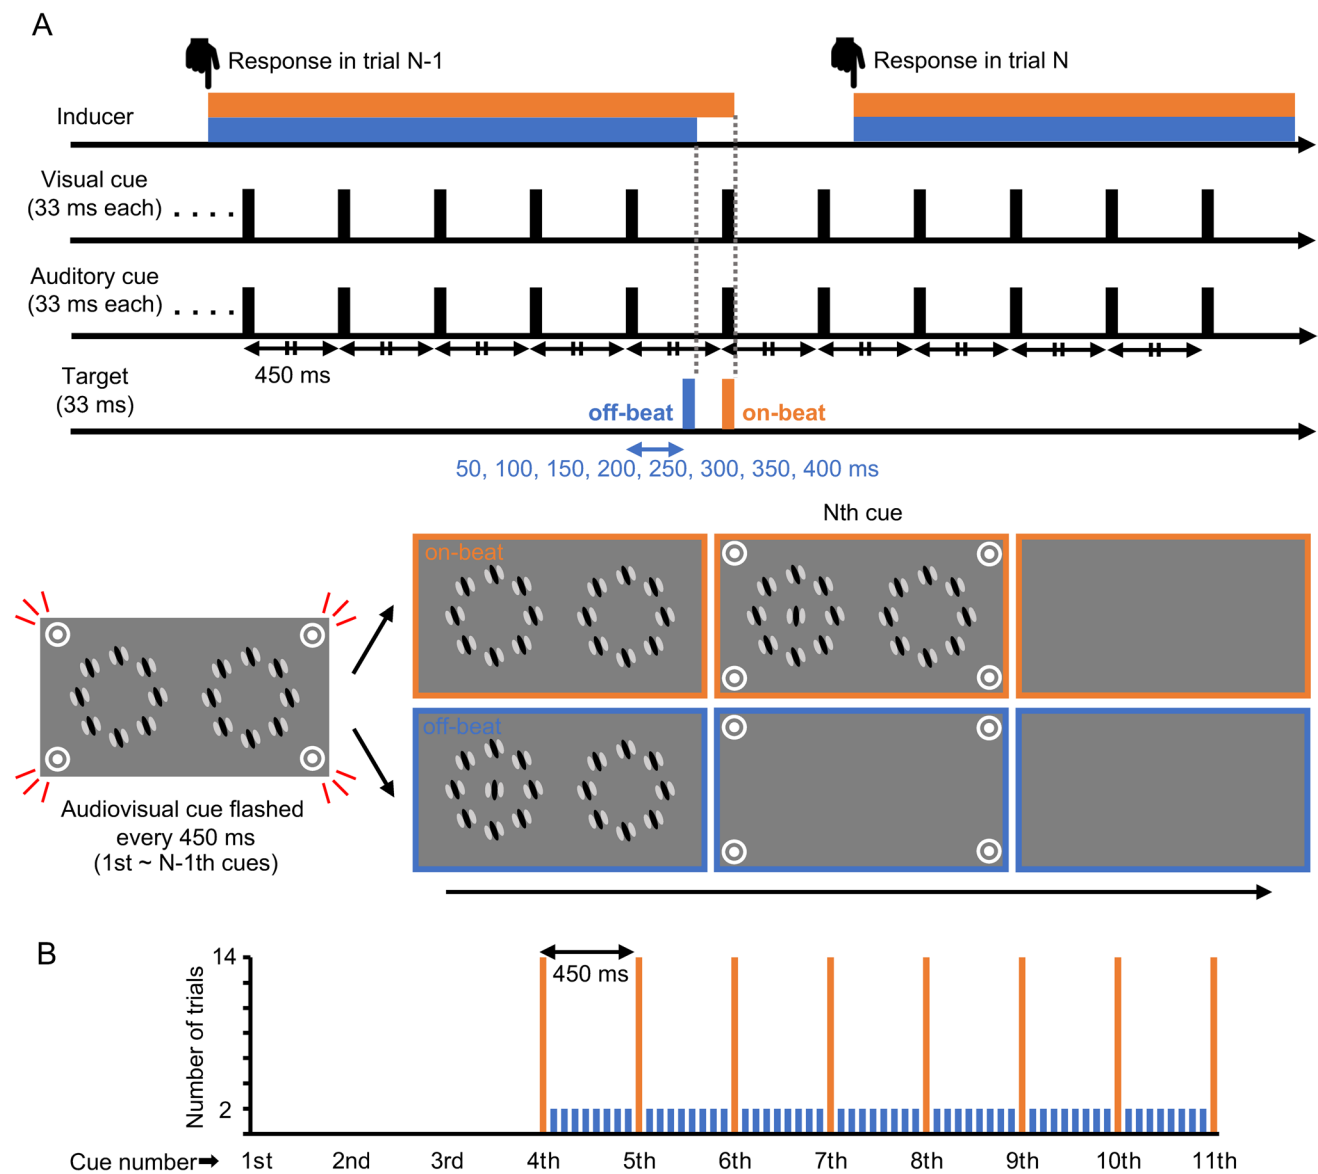 A
Response in trial N-1
Response in trial N
Inducer
Visual cue
(33 ms each)
Auditory cue
(33 ms each)
450 ms
Target
(33 ms)
off-beat
on-beat
50, 100, 150, 200, 250, 300, 350, 400 ms
Nth cue
on-beat
off-beat
Audiovisual cue flashed
every 450 ms
(1st ~ N-1th cues)
B
14
450 ms
Number of trials
2
Cue number
1st 2nd 3rd 4th 5th 6th 7th 8th 9th 10th 11th